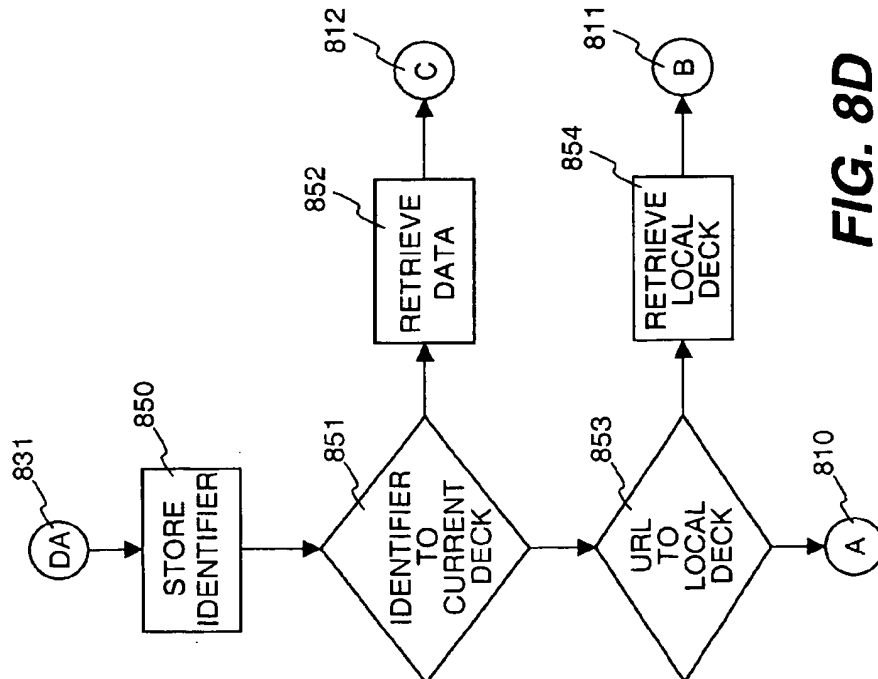 831
DA
850
STORE
IDENTIFIER
851
IDENTIFIER
TO
CURRENT
DECK
852
RETRIEVE
DATA
812
C
853
URL
TO
LOCAL
DECK
854
RETRIEVE
LOCAL
DECK
811
B
810
A
FIG. 8D